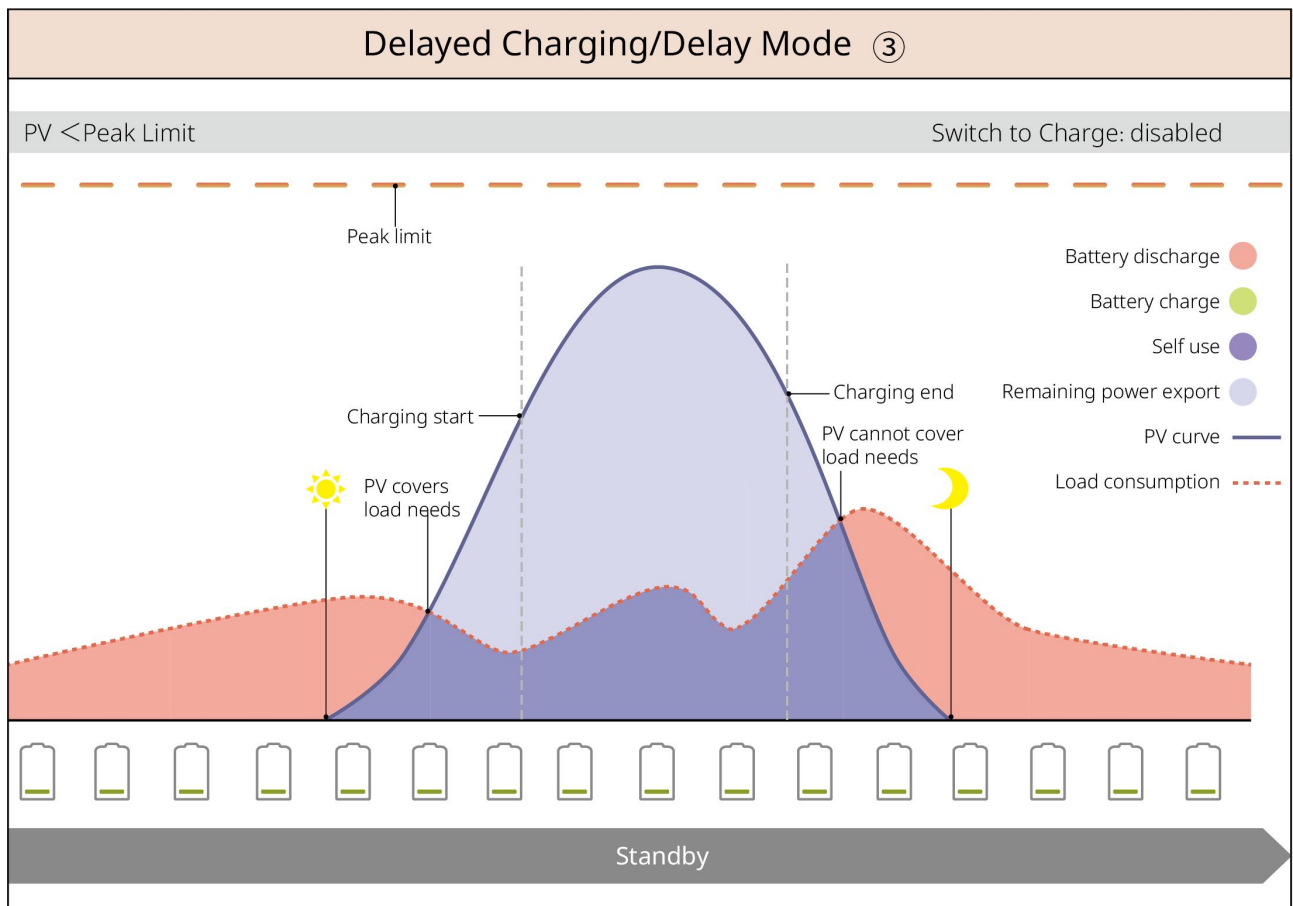 Delayed Charging/Delay Mode ③
PV <Peak Limit
Switch to Charge: disabled
Peak limit
Battery discharge
Battery charge
Self use
Remaining power export
PV curve
Load consumption
Charging start
Charging end
PV cannot cover
load needs
PV covers
load needs
Standby